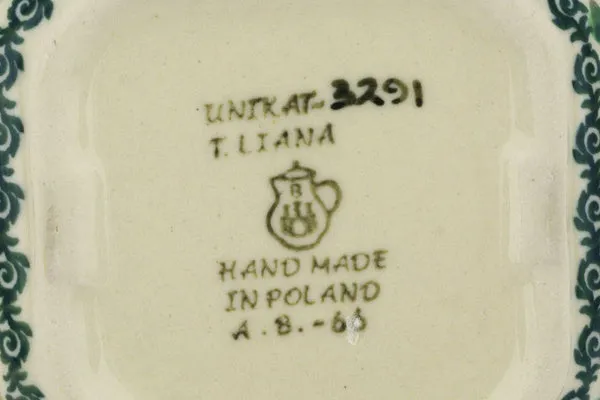 UNIKAT-3291
T. LIANA
B
HAND MADE
IN POLAND
A.B.-66